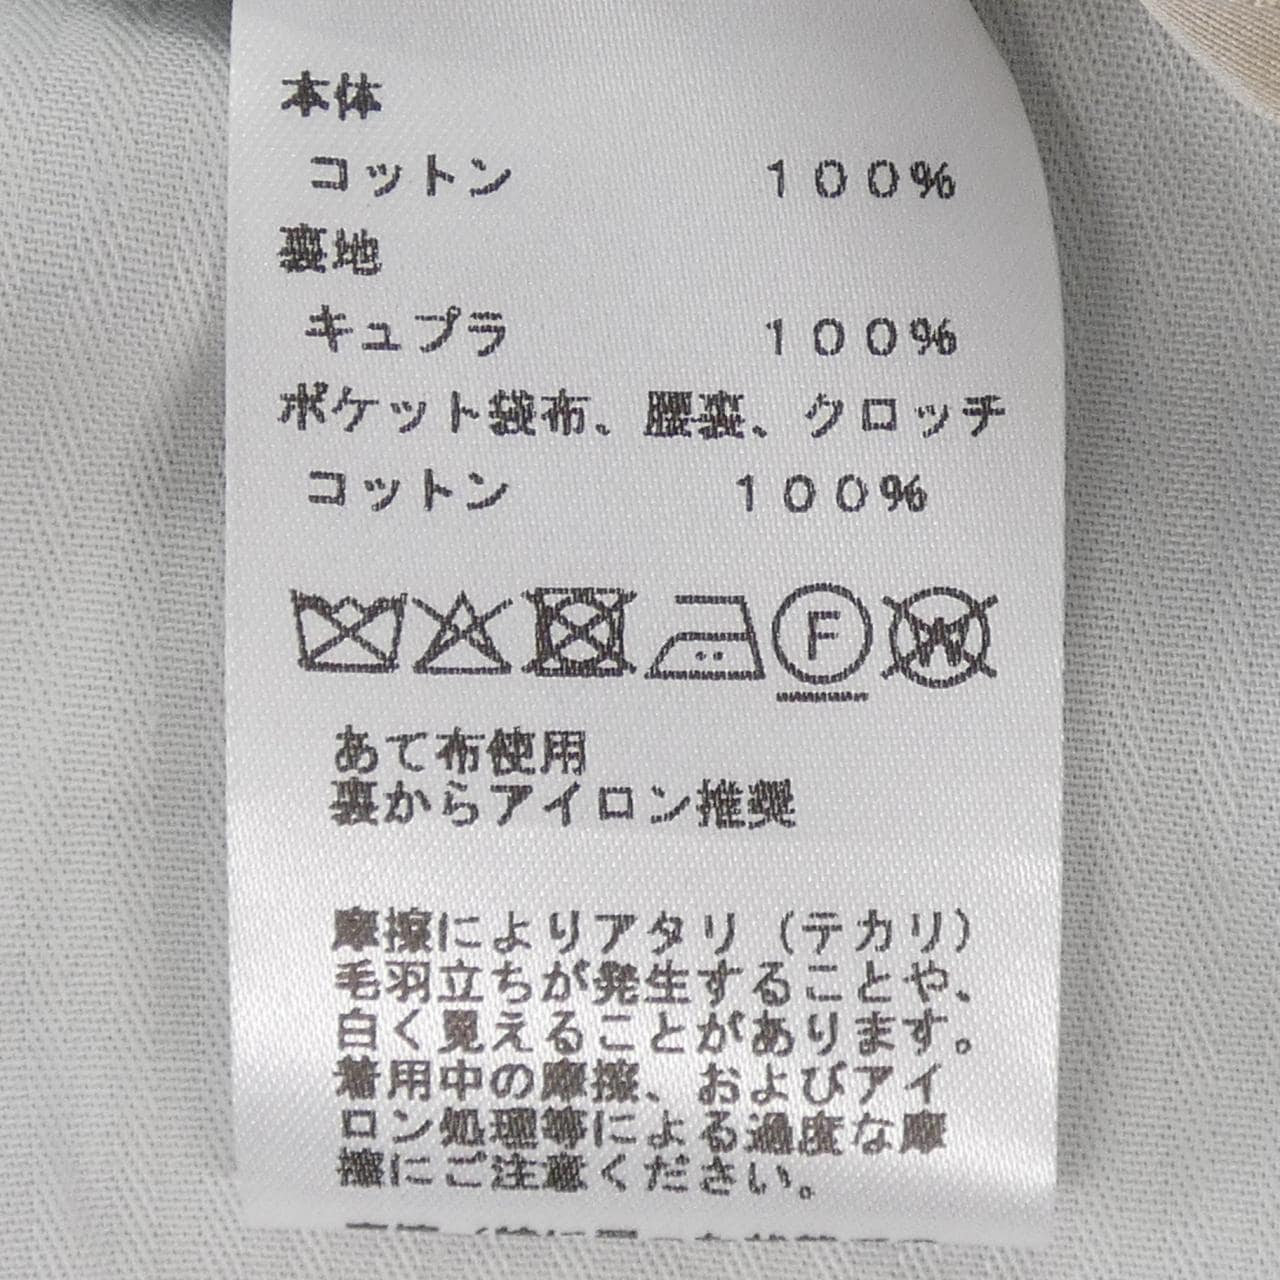 本体
コットン １００％
裏地
キュプラ １００％
ポケット袋布、腰裏、クロッチ
コットン １００％
F W
あて布使用
裏からアイロン推奨
摩擦によりアタリ（テカリ）
毛羽立ちが発生することや、
白く見えることがあります。
着用中の摩擦、およびアイ
ロン処理等による過度な摩
擦にご注意ください。